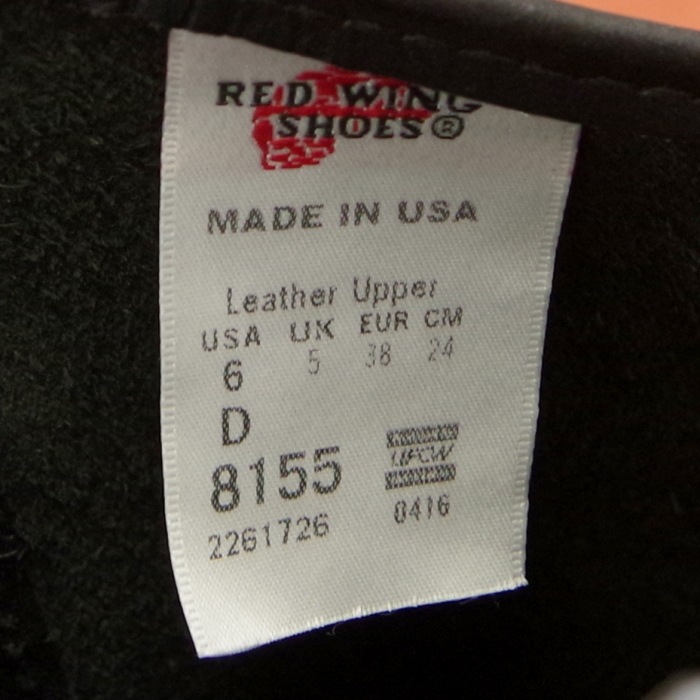 RED WING
SHOES®
MADE IN USA
Leather Upper
USA UK EUR CM
6 5 38 24
D
8155
UFCW
2261726 0416